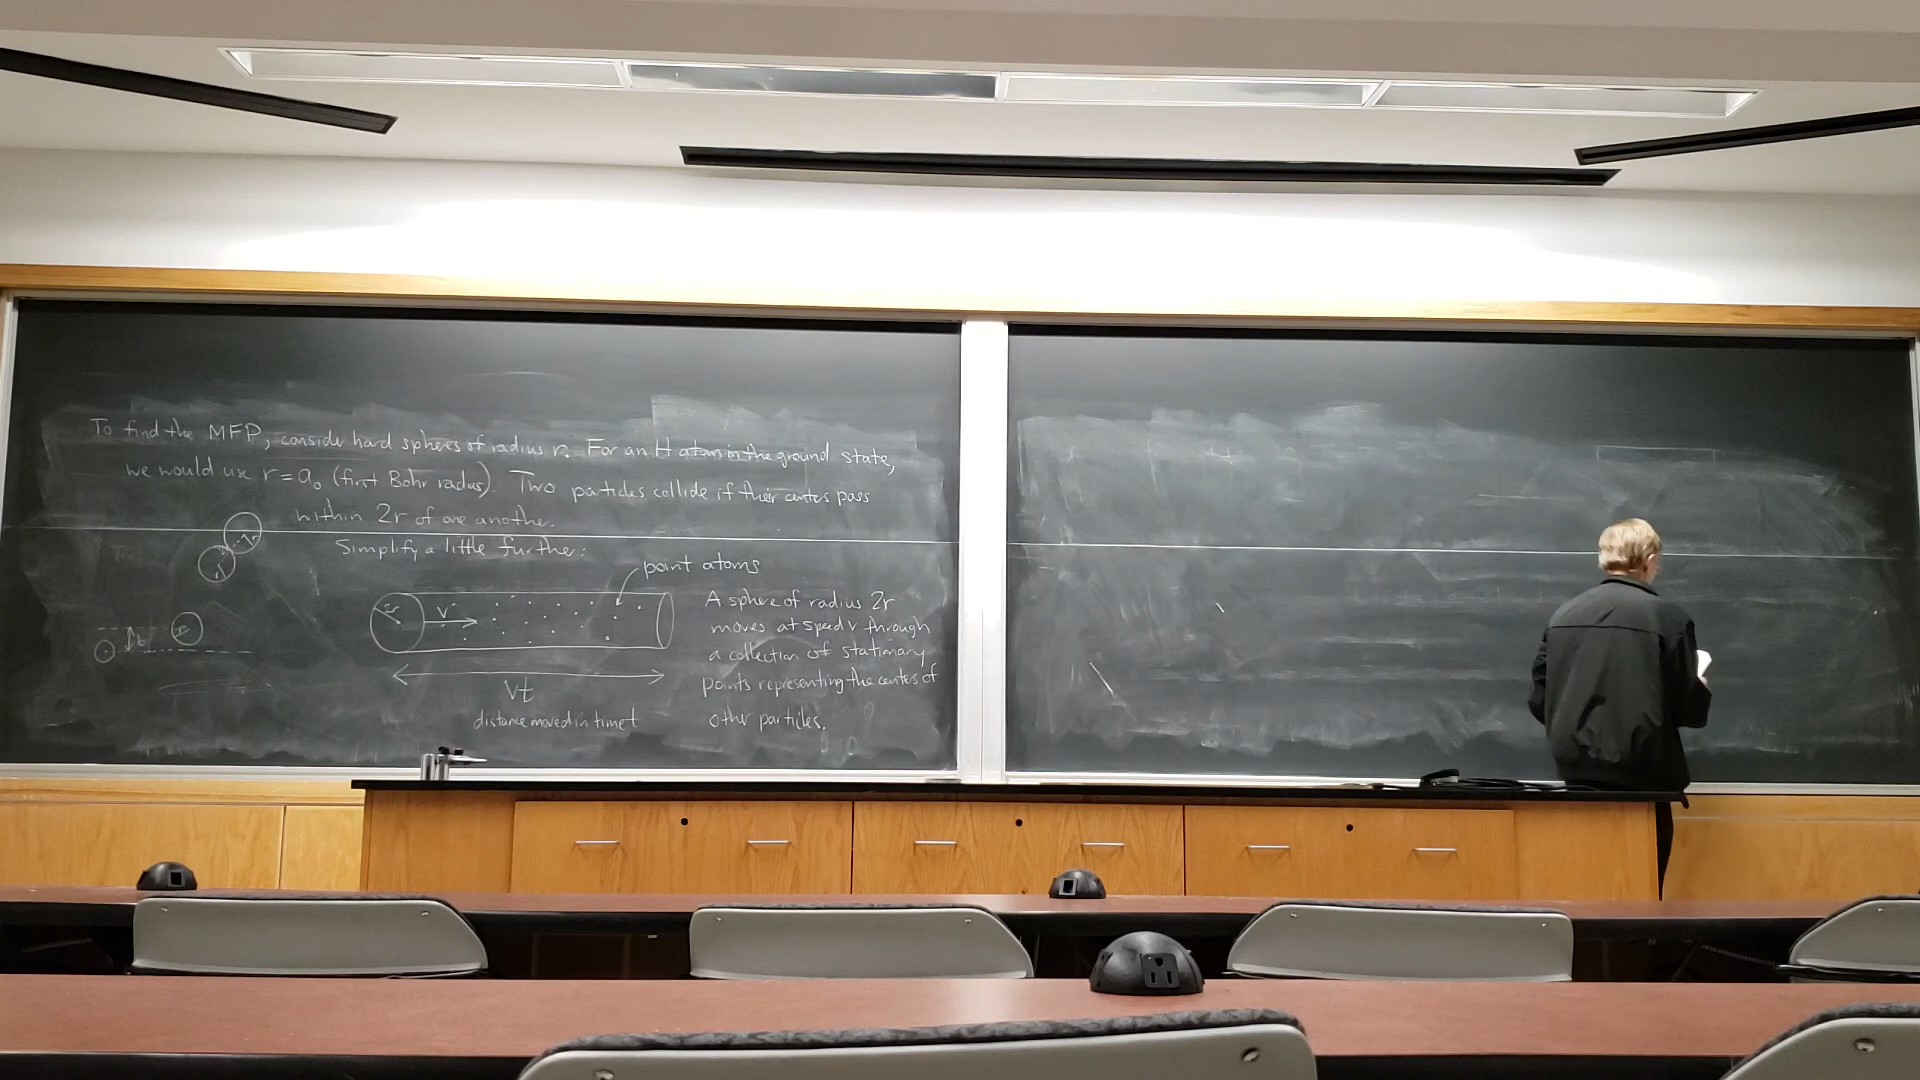 To find the MFP, consider hard spheres of radius r. For an H atom in the ground state,
we would use r = a₀ (first Bohr radius). Two particles collide if their centers pass
within 2r of one another.
Simplify a little further:
point atoms
2r
v
vt
distance moved in time t
A sphere of radius 2r
moves at speed v through
a collection of stationary
points representing the centers of
other particles.